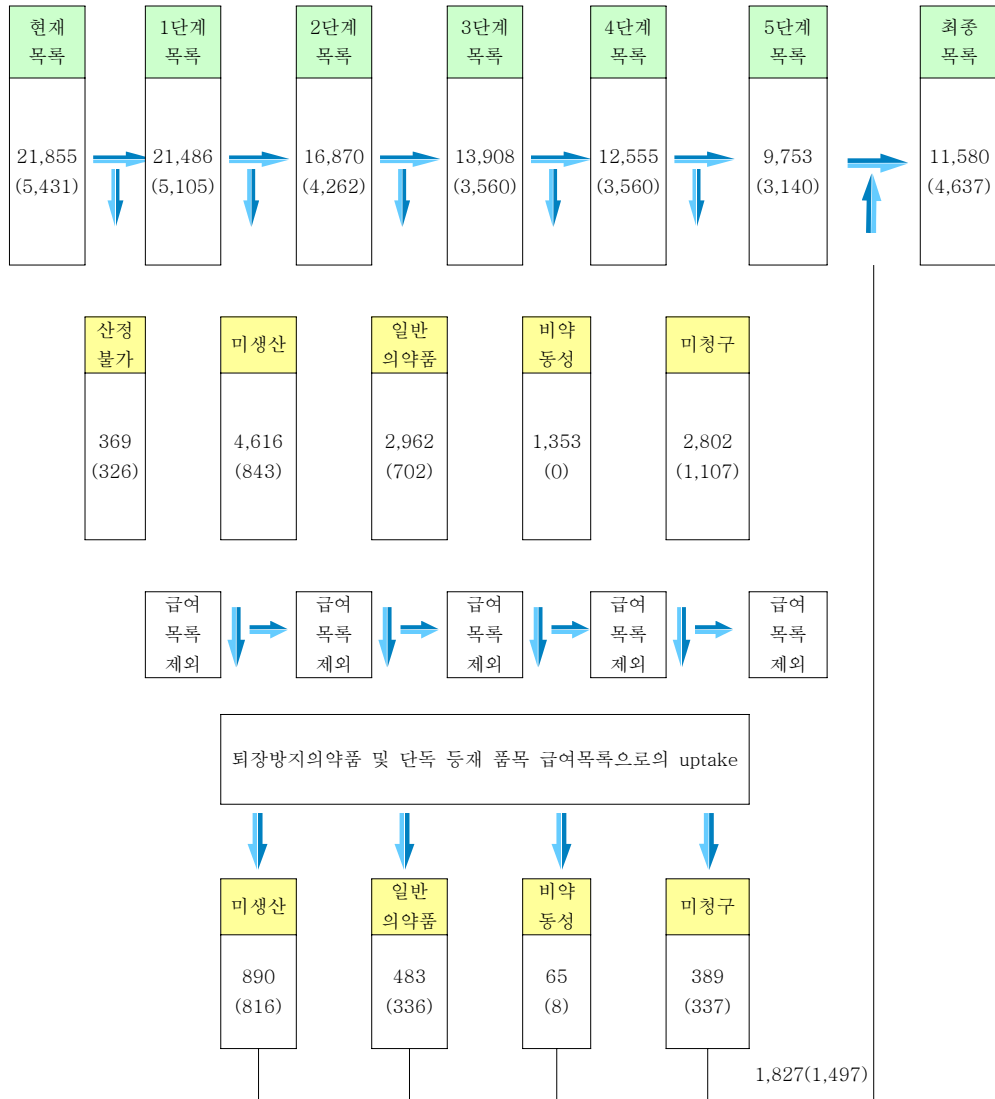 현재
목록
1단계
목록
2단계
목록
3단계
목록
4단계
목록
5단계
목록
최종
목록
21,855
(5,431)
21,486
(5,105)
16,870
(4,262)
13,908
(3,560)
12,555
(3,560)
9,753
(3,140)
11,580
(4,637)
산정
불가
미생산
일반
의약품
비약
동성
미청구
369
(326)
4,616
(843)
2,962
(702)
1,353
(0)
2,802
(1,107)
급여
목록
제외
급여
목록
제외
급여
목록
제외
급여
목록
제외
급여
목록
제외
퇴장방지의약품 및 단독 등재 품목 급여목록으로의 uptake
미생산
일반
의약품
비약
동성
미청구
890
(816)
483
(336)
65
(8)
389
(337)
1,827(1,497)